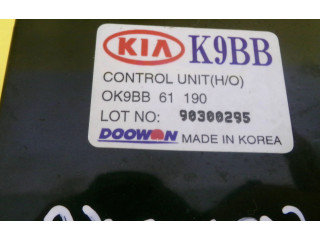 KIA K9BB
CONTROL UNIT(H/O)
OK9BB 61 190
LOT NO: 90300295
DOOWON MADE IN KOREA